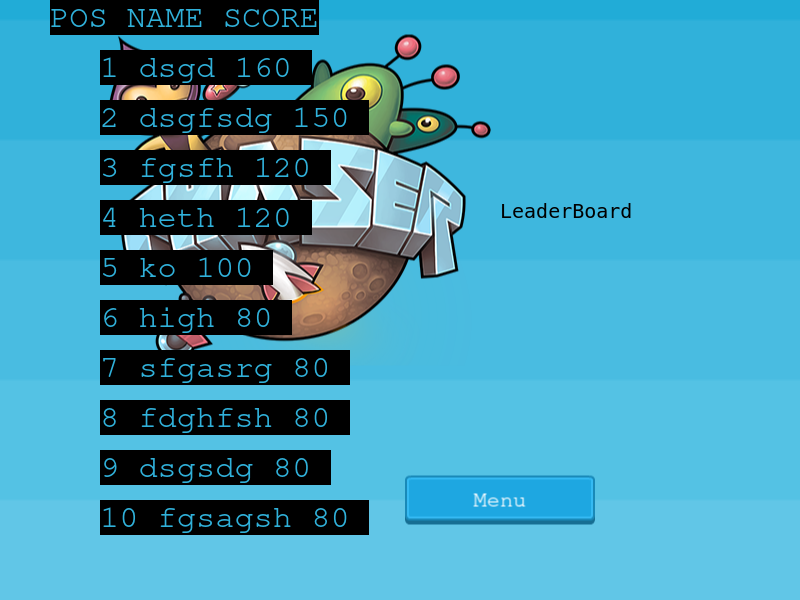 POS NAME SCORE
1 dsgd 160
2 dsgfsdg 150
3 fgsfh 120
4 heth 120
5 ko 100
6 high 80
7 sfgasrg 80
8 fdghfsh 80
9 dsgsdg 80
10 fgsagsh 80
LeaderBoard
Menu